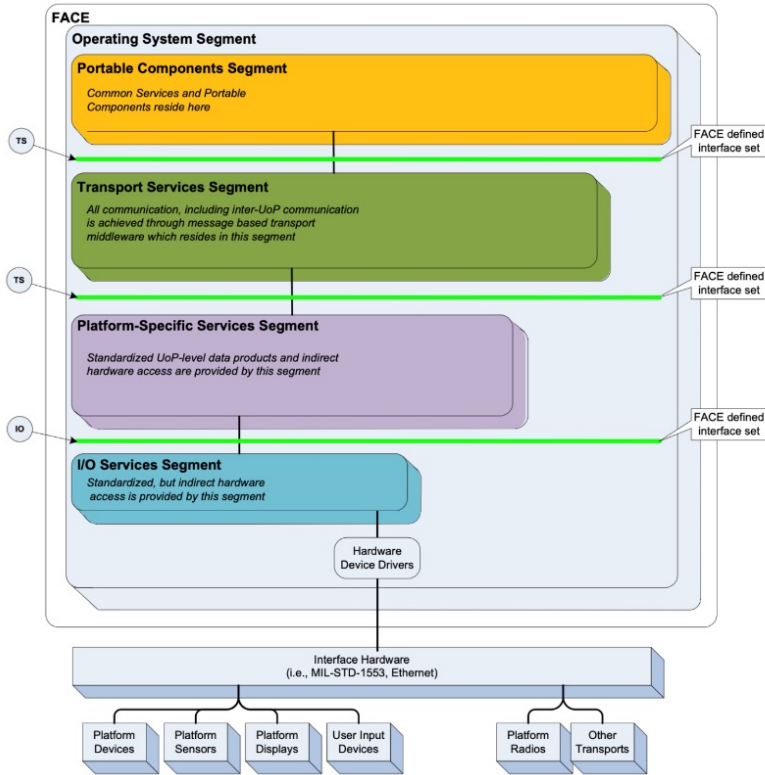 FACE
Operating System Segment
Portable Components Segment
Common Services and Portable
Components reside here
TS
FACE defined
interface set
Transport Services Segment
All communication, including inter-UoP communication
is achieved through message based transport
middleware which resides in this segment
TS
FACE defined
interface set
Platform-Specific Services Segment
Standardized UoP-level data products and indirect
hardware access are provided by this segment
IO
FACE defined
interface set
I/O Services Segment
Standardized, but indirect hardware
access is provided by this segment
Hardware
Device Drivers
Interface Hardware
(i.e., MIL-STD-1553, Ethernet)
Platform
Devices
Platform
Sensors
Platform
Displays
User Input
Devices
Platform
Radios
Other
Transports